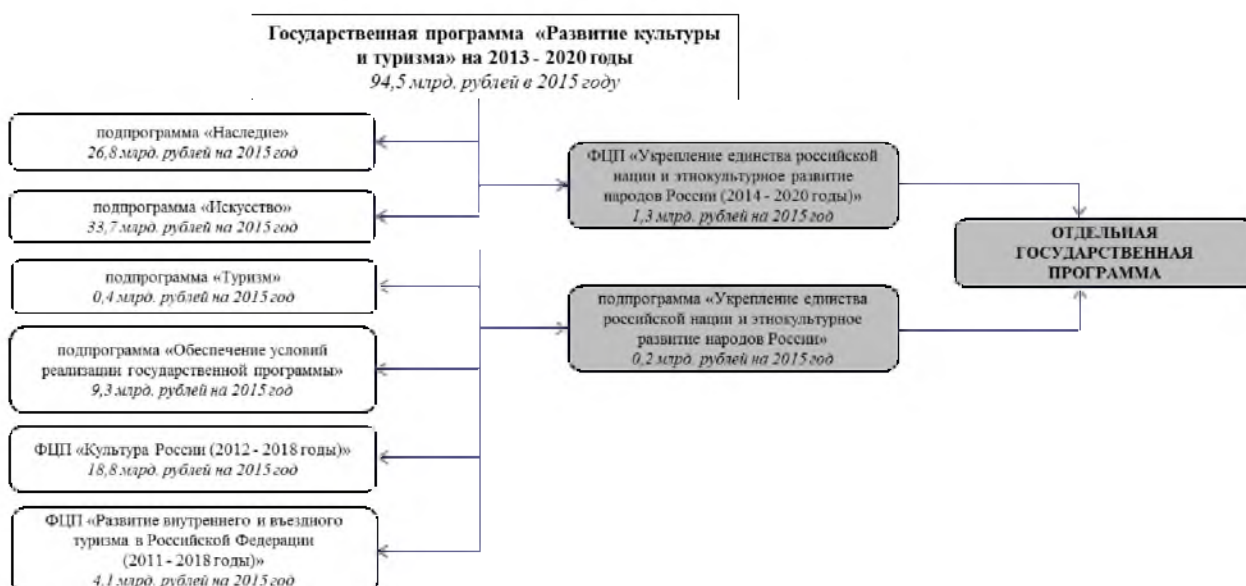 Государственная программа «Развитие культуры
и туризма» на 2013 - 2020 годы
94,5 млрд. рублей в 2015 году
подпрограмма «Наследие»
26,8 млрд. рублей на 2015 год
подпрограмма «Искусство»
33,7 млрд. рублей на 2015 год
подпрограмма «Туризм»
0,4 млрд. рублей на 2015 год
подпрограмма «Обеспечение условий
реализации государственной программы»
9,3 млрд. рублей на 2015 год
ФЦП «Культура России (2012 - 2018 годы)»
18,8 млрд. рублей на 2015 год
ФЦП «Развитие внутреннего и въездного
туризма в Российской Федерации
(2011 - 2018 годы)»
4,1 млрд. рублей на 2015 год
ФЦП «Укрепление единства российской
нации и этнокультурное развитие
народов России (2014 - 2020 годы)»
1,3 млрд. рублей на 2015 год
подпрограмма «Укрепление единства
российской нации и этнокультурное
развитие народов России»
0,2 млрд. рублей на 2015 год
ОТДЕЛЬНАЯ
ГОСУДАРСТВЕННАЯ
ПРОГРАММА